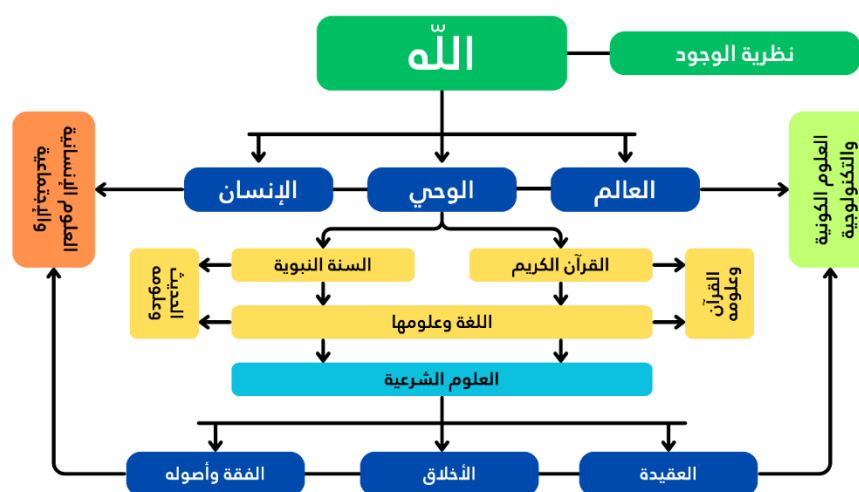 الله
نظرية الوجود
العلوم الكونية
والتكنولوجية
العالم
الوحي
الإنسان
العلوم الإنسانية
والإجتماعية
القرآن الكريم
السنة النبوية
القرآن
وعلومه
الحديث
وعلومه
اللغة وعلومها
العلوم الشرعية
العقيدة
الأخلاق
الفقة وأصوله